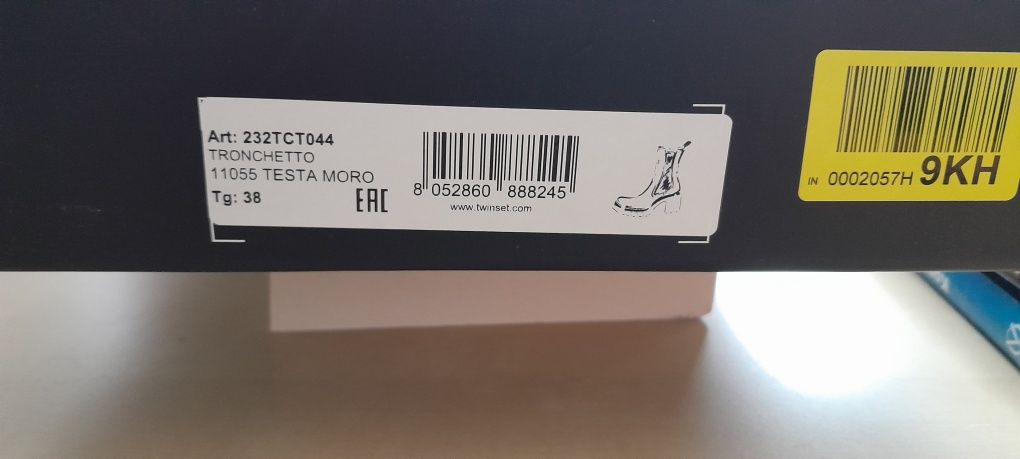 Art: 232TCT044
TRONCHETTO
11055 TESTA MORO
Tg: 38
EAC
8 052860 888245
www.twinset.com
IN 0002057H 9KH